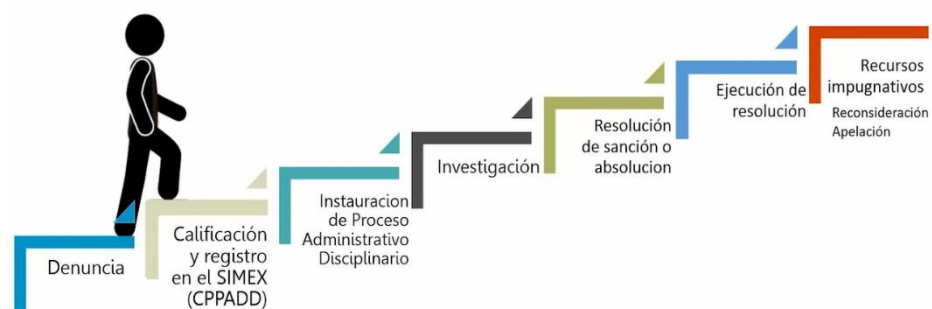 Denuncia
Calificación
y registro
en el SIMEX
(CPPADD)
Instauracion
de Proceso
Administrativo
Disciplinario
Investigación
Resolución
de sanción o
absolucion
Ejecución de
resolución
Recursos
impugnativos
Reconsideración
Apelación